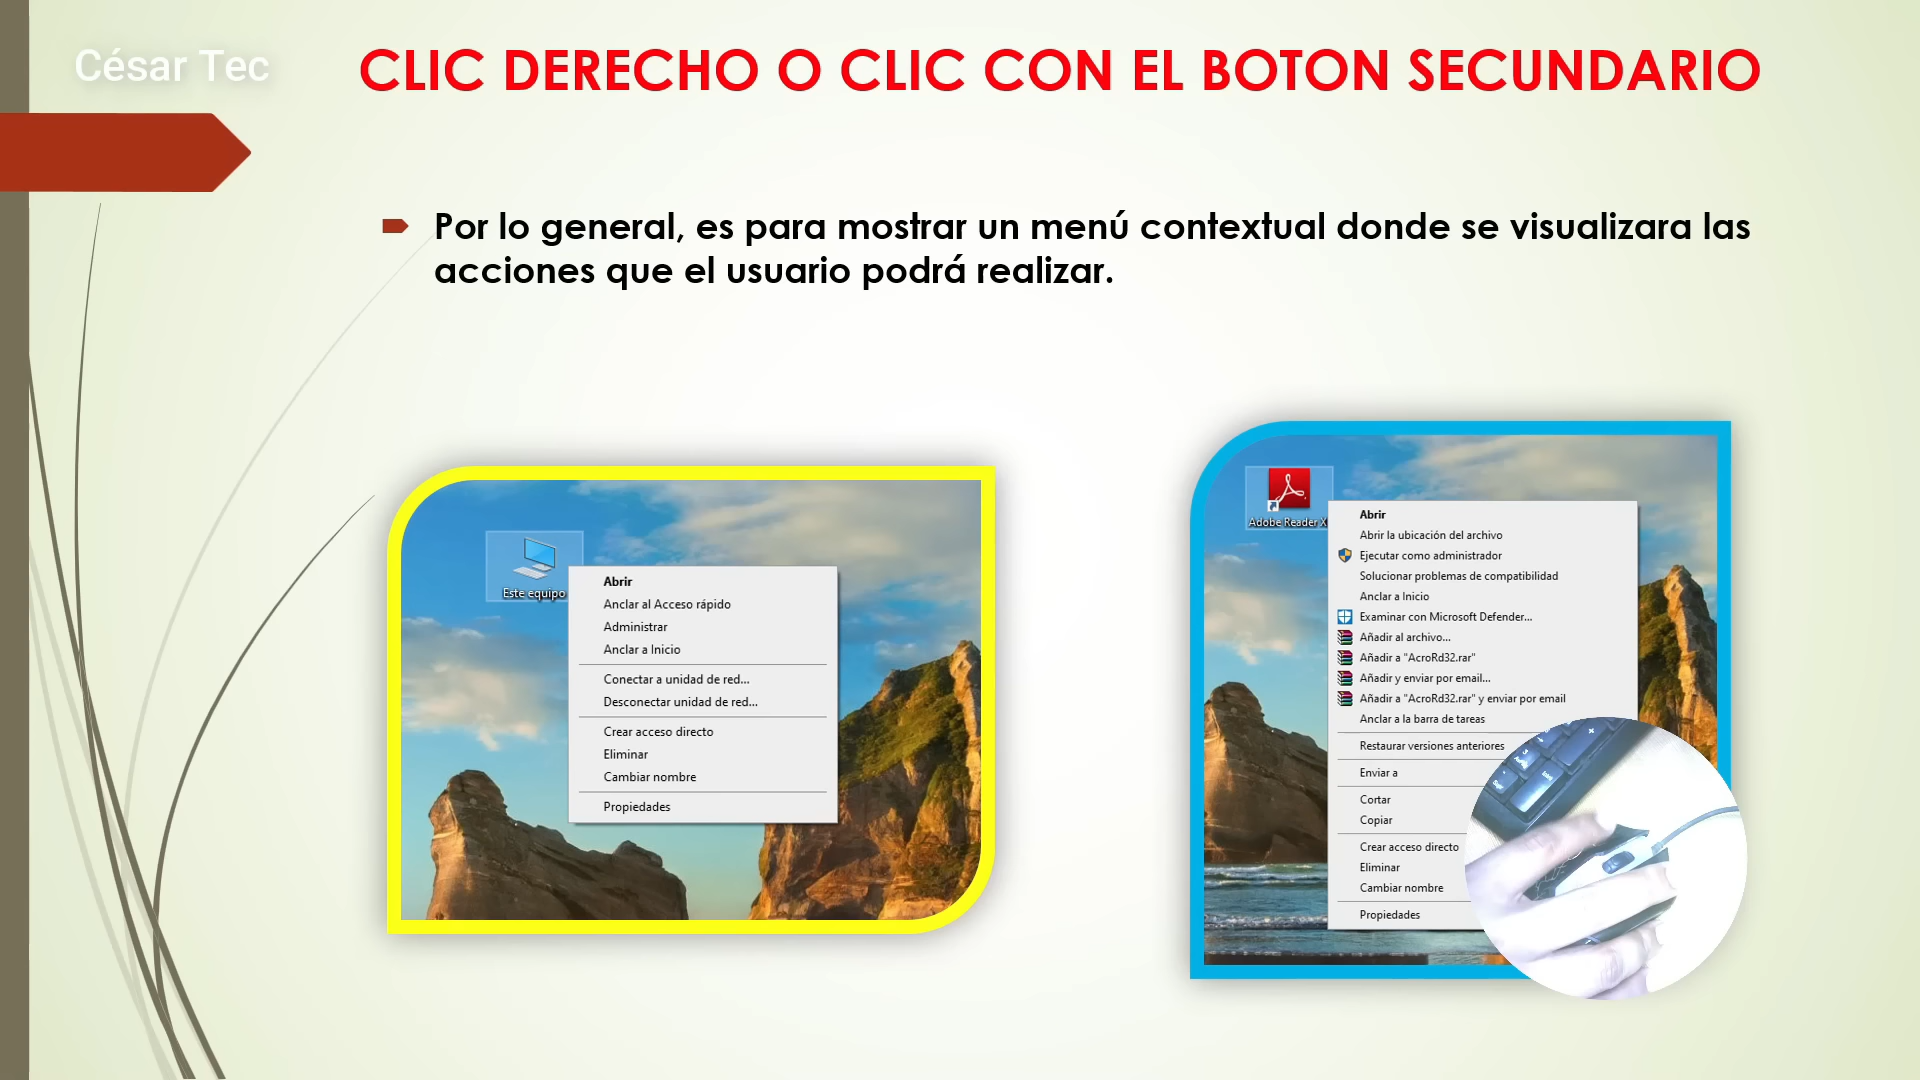 César Tec
CLIC DERECHO O CLIC CON EL BOTON SECUNDARIO
Por lo general, es para mostrar un menú contextual donde se visualizara las
acciones que el usuario podrá realizar.
Este equipo
Abrir
Anclar al Acceso rápido
Administrar
Anclar a Inicio
Conectar a unidad de red...
Desconectar unidad de red...
Crear acceso directo
Eliminar
Cambiar nombre
Propiedades
Adobe Reader X
Abrir
Abrir la ubicación del archivo
Ejecutar como administrador
Solucionar problemas de compatibilidad
Anclar a Inicio
Examinar con Microsoft Defender...
Añadir al archivo...
Añadir a "AcroRd32.rar"
Añadir y enviar por email...
Añadir a "AcroRd32.rar" y enviar por email
Anclar a la barra de tareas
Restaurar versiones anteriores
Enviar a
Cortar
Copiar
Crear acceso directo
Eliminar
Cambiar nombre
Propiedades